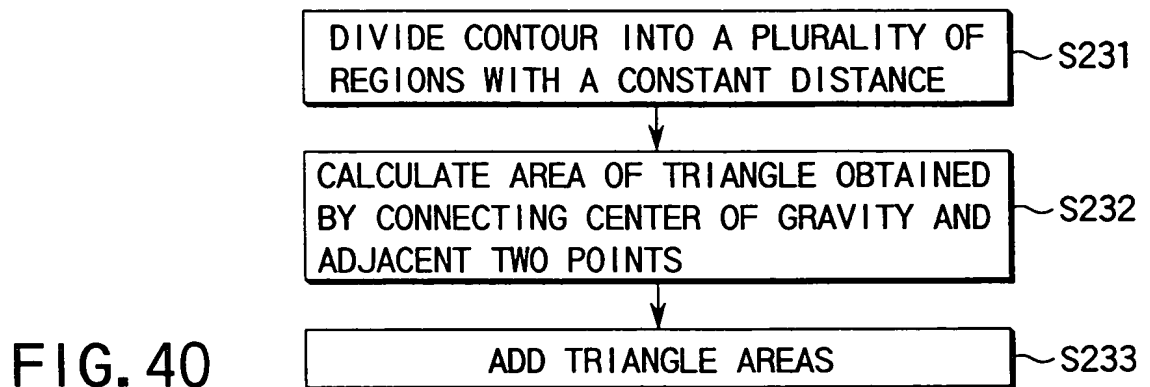 DIVIDE CONTOUR INTO A PLURALITY OF
REGIONS WITH A CONSTANT DISTANCE
S231
CALCULATE AREA OF TRIANGLE OBTAINED
BY CONNECTING CENTER OF GRAVITY AND
ADJACENT TWO POINTS
S232
ADD TRIANGLE AREAS
S233
FIG. 40